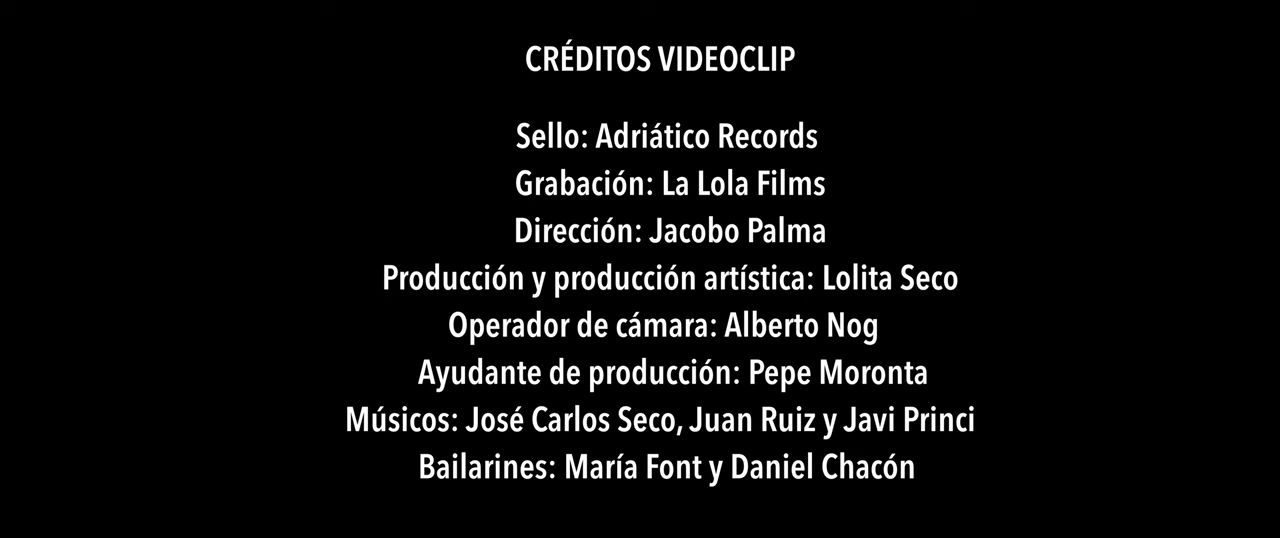 CRÉDITOS VIDEOCLIP
Sello: Adriático Records
Grabación: La Lola Films
Dirección: Jacobo Palma
Producción y producción artística: Lolita Seco
Operador de cámara: Alberto Nog
Ayudante de producción: Pepe Moronta
Músicos: José Carlos Seco, Juan Ruiz y Javi Princi
Bailarines: María Font y Daniel Chacón